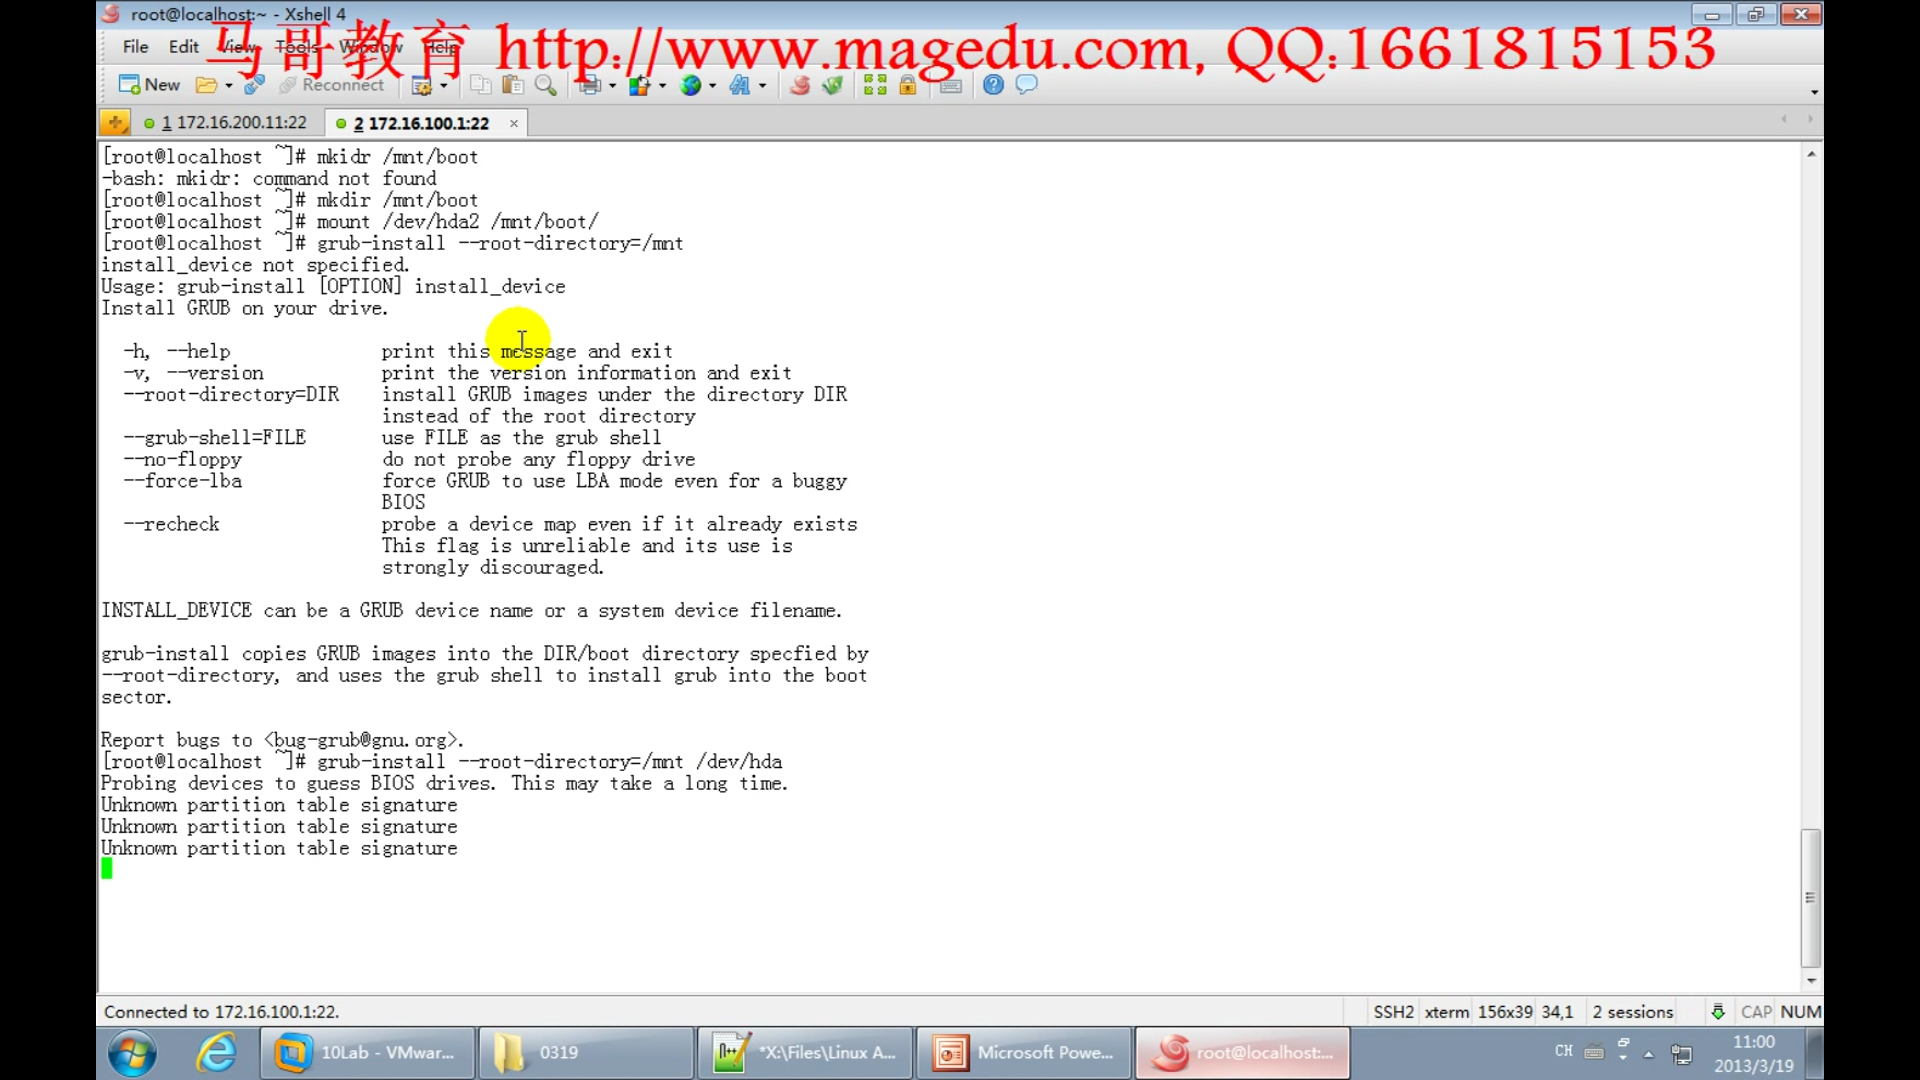 root@localhost:~ - Xshell 4
马哥教育 http://www.magedu.com, QQ:1661815153
File Edit View Tools Window Help
New Reconnect
1 172.16.200.11:22
2 172.16.100.1:22
[root@localhost ~]# mkidr /mnt/boot
-bash: mkidr: command not found
[root@localhost ~]# mkdir /mnt/boot
[root@localhost ~]# mount /dev/hda2 /mnt/boot/
[root@localhost ~]# grub-install --root-directory=/mnt
install_device not specified.
Usage: grub-install [OPTION] install_device
Install GRUB on your drive.
-h, --help print this message and exit
-v, --version print the version information and exit
--root-directory=DIR install GRUB images under the directory DIR
instead of the root directory
--grub-shell=FILE use FILE as the grub shell
--no-floppy do not probe any floppy drive
--force-lba force GRUB to use LBA mode even for a buggy
BIOS
--recheck probe a device map even if it already exists
This flag is unreliable and its use is
strongly discouraged.
INSTALL_DEVICE can be a GRUB device name or a system device filename.
grub-install copies GRUB images into the DIR/boot directory specfied by
--root-directory, and uses the grub shell to install grub into the boot
sector.
Report bugs to <bug-grub@gnu.org>.
[root@localhost ~]# grub-install --root-directory=/mnt /dev/hda
Probing devices to guess BIOS drives. This may take a long time.
Unknown partition table signature
Unknown partition table signature
Unknown partition table signature
Connected to 172.16.100.1:22.
SSH2 xterm 156x39 34,1 2 sessions CAP NUM
10Lab - VMwar...
0319
*X:\Files\Linux A...
Microsoft Powe...
root@localhost:...
CH
11:00
2013/3/19